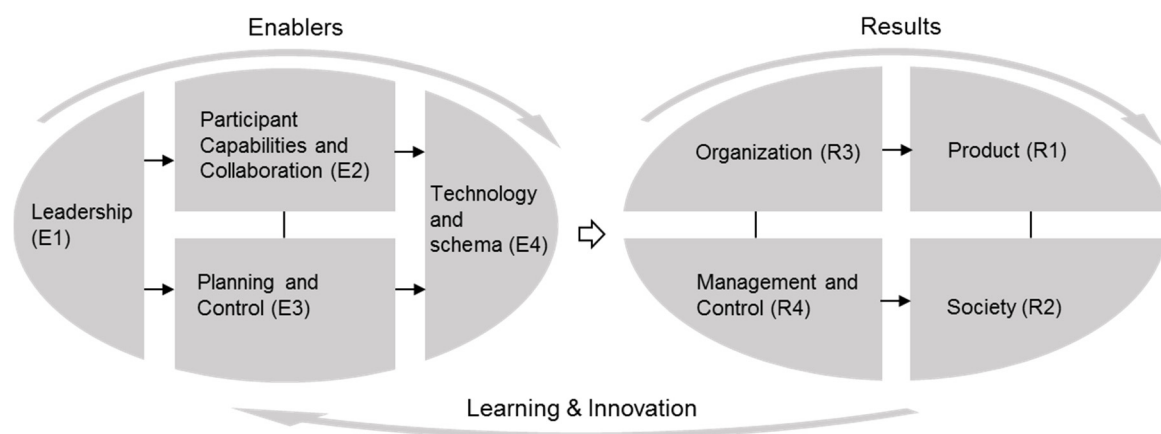 Enablers
Results
Leadership
(E1)
Participant
Capabilities and
Collaboration (E2)
Planning and
Control (E3)
Technology
and
schema (E4)
Organization (R3)
Product (R1)
Management and
Control (R4)
Society (R2)
Learning & Innovation